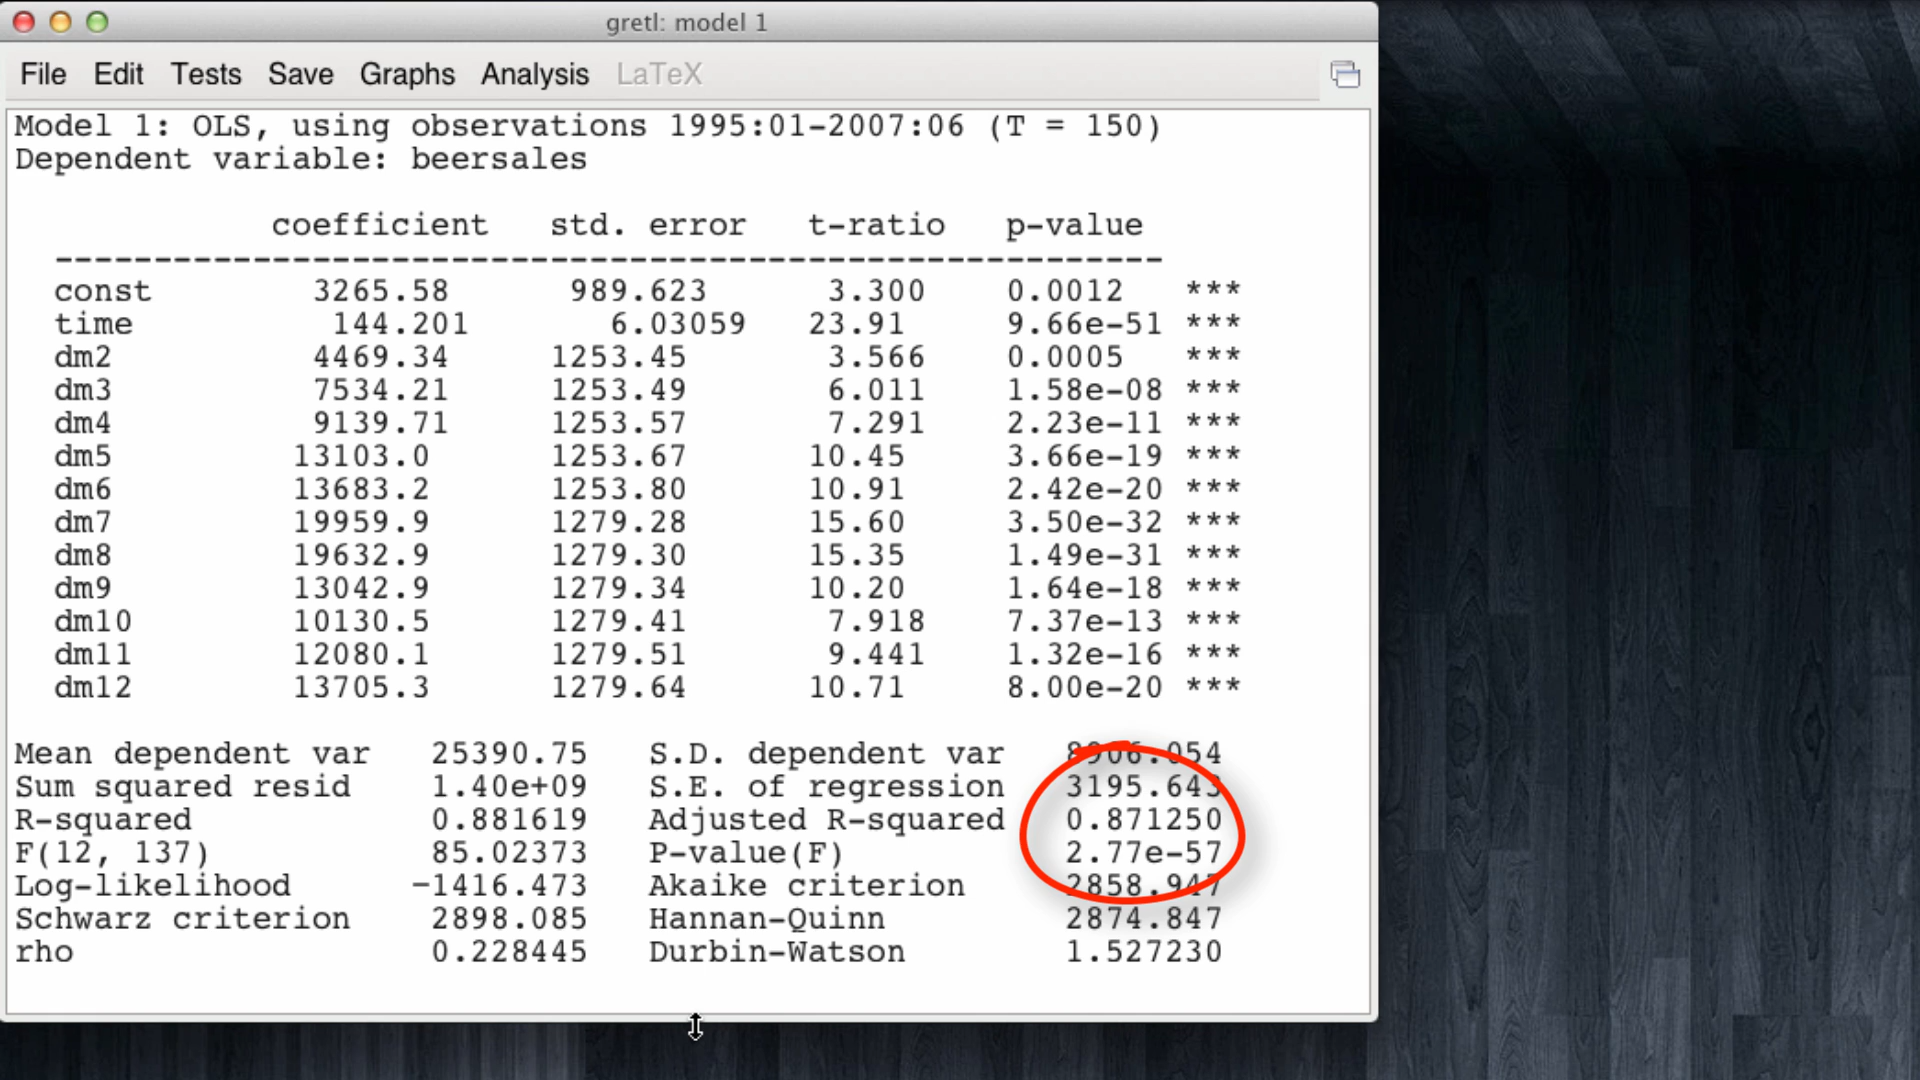 gretl: model 1
File Edit Tests Save Graphs Analysis LaTeX
Model 1: OLS, using observations 1995:01-2007:06 (T = 150)
Dependent variable: beersales
coefficient std. error t-ratio p-value
---------------------------------------------------------
const 3265.58 989.623 3.300 0.0012 ***
time 144.201 6.03059 23.91 9.66e-51 ***
dm2 4469.34 1253.45 3.566 0.0005 ***
dm3 7534.21 1253.49 6.011 1.58e-08 ***
dm4 9139.71 1253.57 7.291 2.23e-11 ***
dm5 13103.0 1253.67 10.45 3.66e-19 ***
dm6 13683.2 1253.80 10.91 2.42e-20 ***
dm7 19959.9 1279.28 15.60 3.50e-32 ***
dm8 19632.9 1279.30 15.35 1.49e-31 ***
dm9 13042.9 1279.34 10.20 1.64e-18 ***
dm10 10130.5 1279.41 7.918 7.37e-13 ***
dm11 12080.1 1279.51 9.441 1.32e-16 ***
dm12 13705.3 1279.64 10.71 8.00e-20 ***
Mean dependent var 25390.75 S.D. dependent var 8906.054
Sum squared resid 1.40e+09 S.E. of regression 3195.643
R-squared 0.881619 Adjusted R-squared 0.871250
F(12, 137) 85.02373 P-value(F) 2.77e-57
Log-likelihood -1416.473 Akaike criterion 2858.947
Schwarz criterion 2898.085 Hannan-Quinn 2874.847
rho 0.228445 Durbin-Watson 1.527230